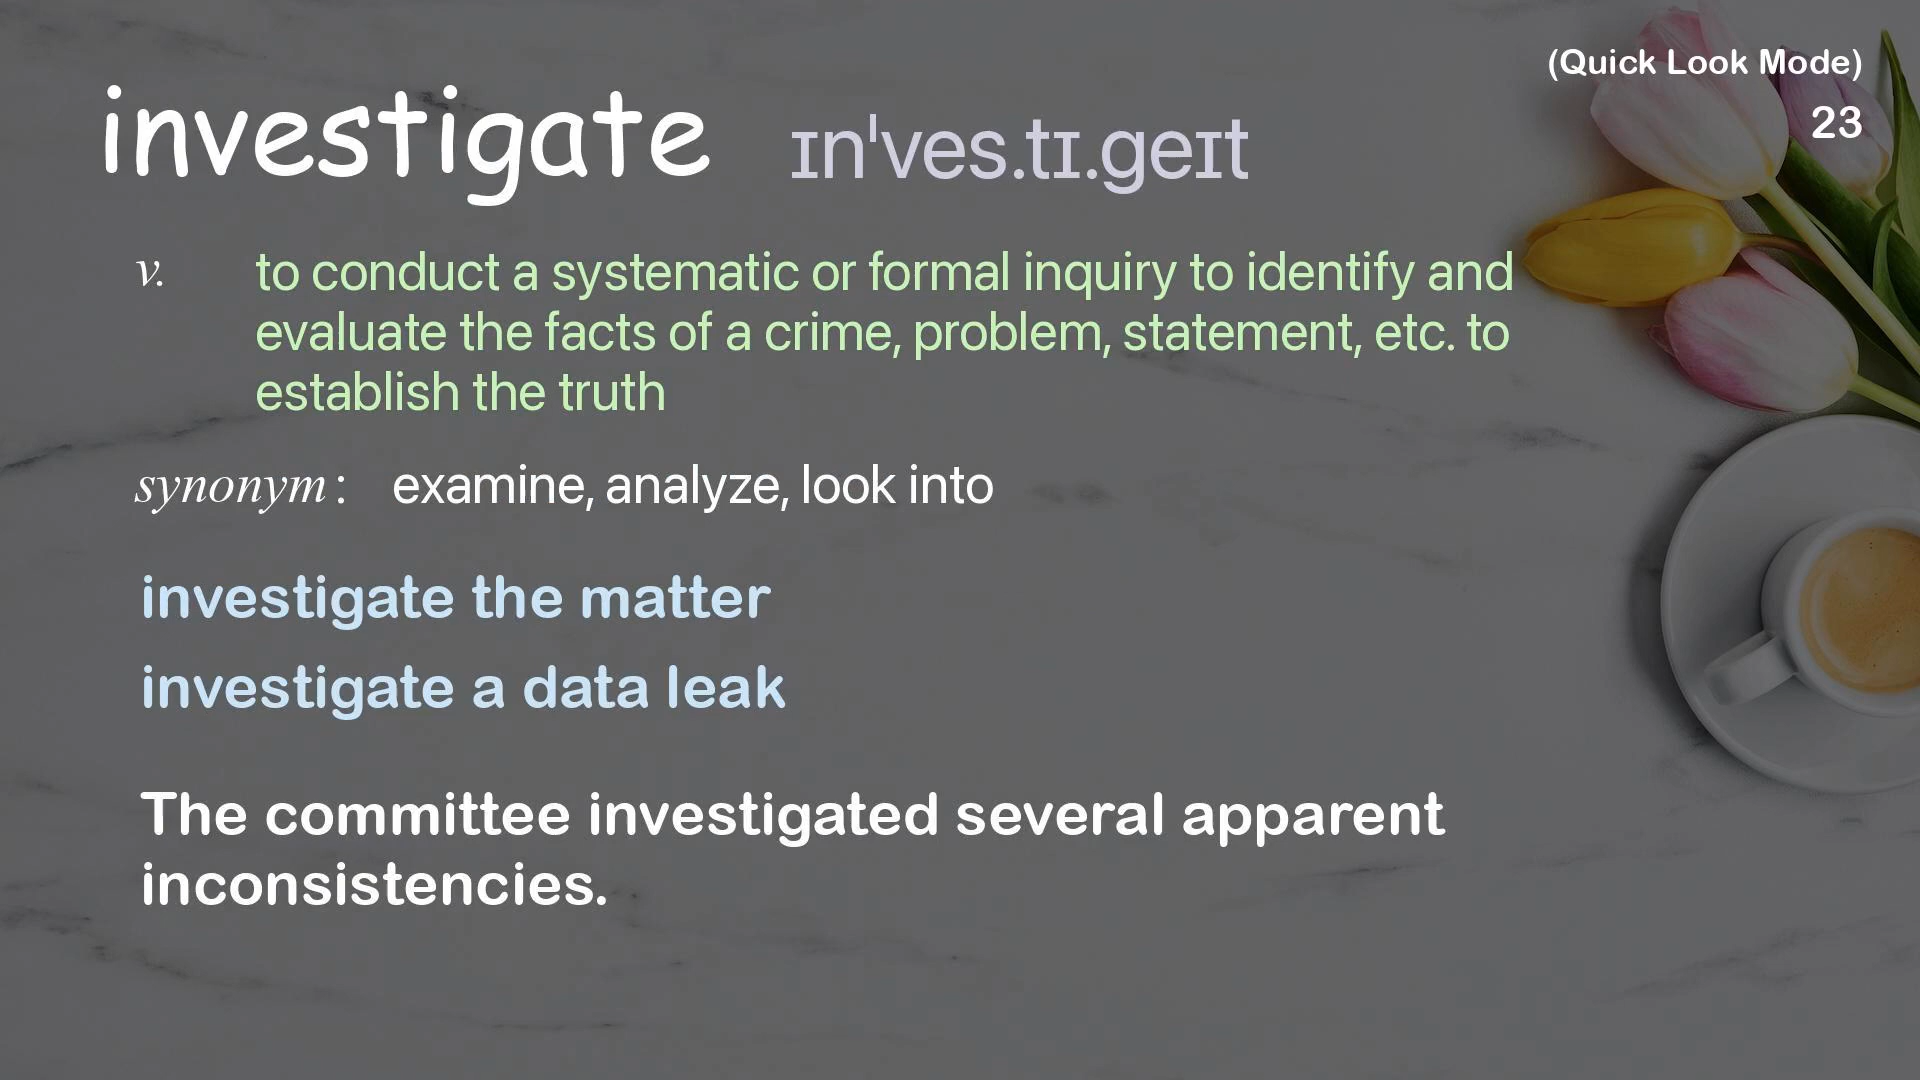 (Quick Look Mode)
23
investigate ɪnˈves.tɪ.ɡeɪt
v. to conduct a systematic or formal inquiry to identify and
evaluate the facts of a crime, problem, statement, etc. to
establish the truth
synonym: examine, analyze, look into
investigate the matter
investigate a data leak
The committee investigated several apparent
inconsistencies.